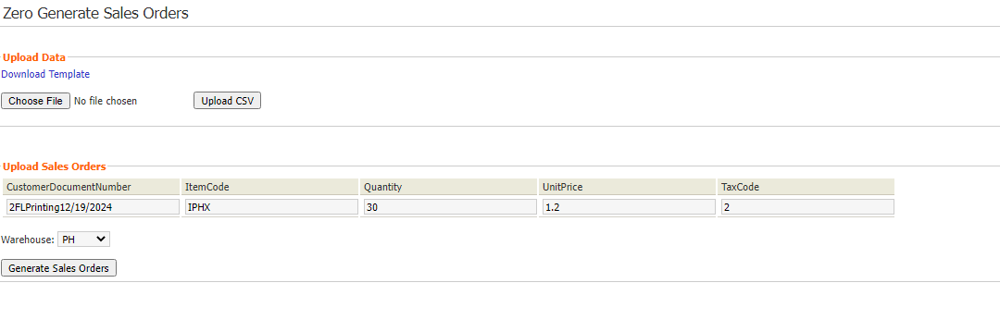 Zero Generate Sales Orders
Upload Data
Download Template
Choose File No file chosen Upload CSV
Upload Sales Orders
CustomerDocumentNumber ItemCode Quantity UnitPrice TaxCode
2FLPrinting12/19/2024 IPHX 30 1.2 2
Warehouse: PH
Generate Sales Orders